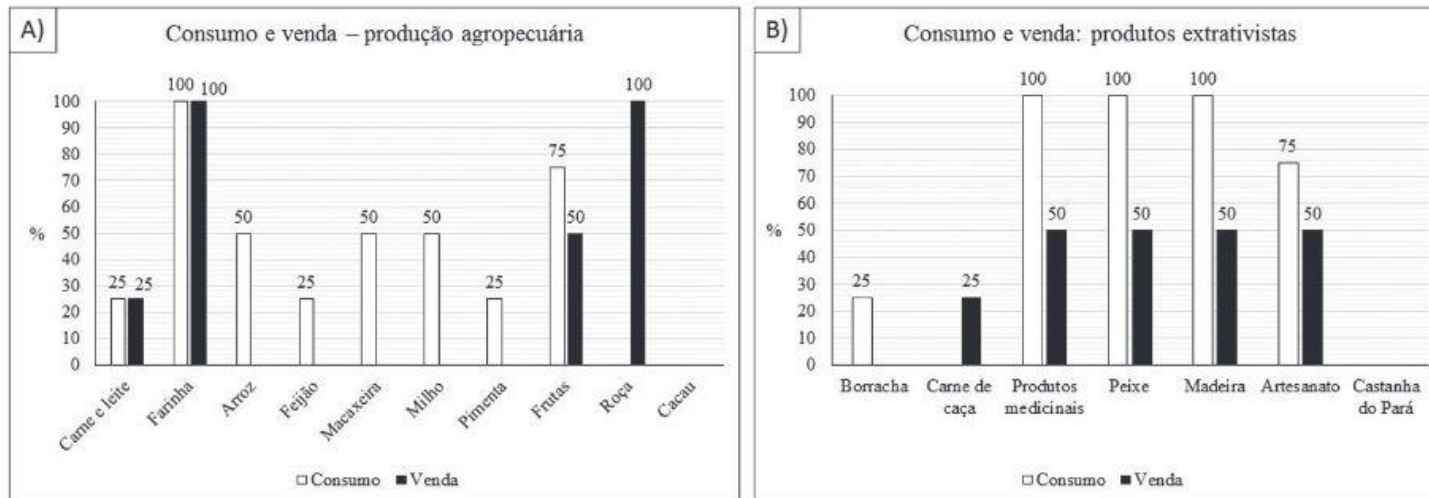 A)
Consumo e venda – produção agropecuária
100 100 100
100
90
80
75
70
60
50 50 50 50
50
%
40
30
25 25 25 25
20
10
0
Carne e leite Farinha Arroz Feijão Macaxeira Milho Pimenta Frutas Roça Cacau
Consumo Venda
B)
Consumo e venda: produtos extrativistas
100 100 100
100
90
80
75
70
60
50 50 50 50
50
%
40
30
25 25
20
10
0
Borracha Carne de Produtos Peixe Madeira Artesanato Castanha
caça medicinais do Pará
Consumo Venda